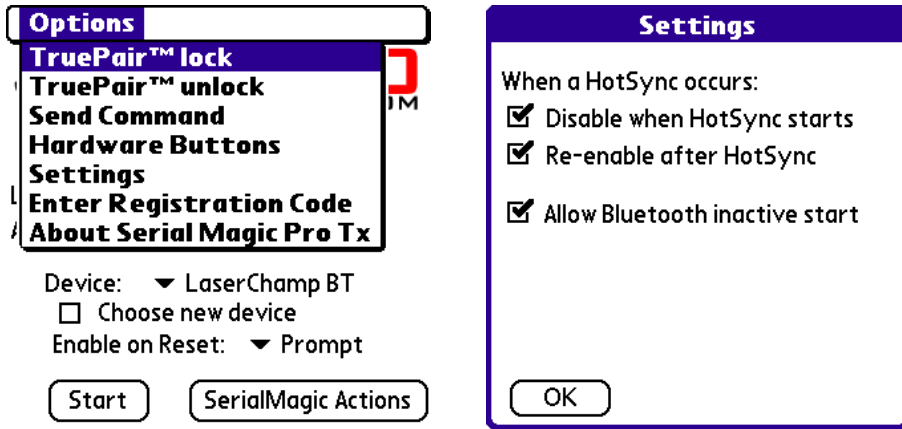 Options
TruePair™ lock
TruePair™ unlock
Send Command
Hardware Buttons
Settings
Enter Registration Code
About Serial Magic Pro Tx
Device: LaserChamp BT
Choose new device
Enable on Reset: Prompt
Start
SerialMagic Actions
Settings
When a HotSync occurs:
Disable when HotSync starts
Re-enable after HotSync
Allow Bluetooth inactive start
OK